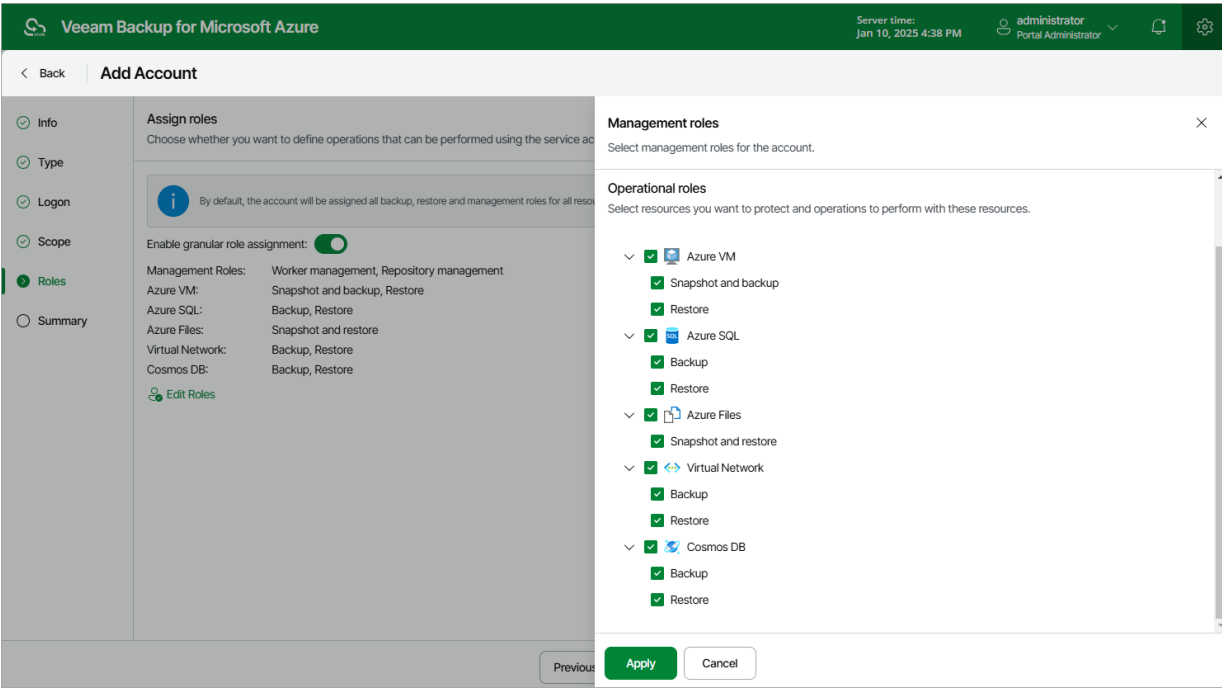 Veeam Backup for Microsoft Azure
Server time:
Jan 10, 2025 4:38 PM
administrator
Portal Administrator
Back
Add Account
Info
Type
Logon
Scope
Roles
Summary
Assign roles
Choose whether you want to define operations that can be performed using the service ac
By default, the account will be assigned all backup, restore and management roles for all resou
Enable granular role assignment:
Management Roles: Worker management, Repository management
Azure VM: Snapshot and backup, Restore
Azure SQL: Backup, Restore
Azure Files: Snapshot and restore
Virtual Network: Backup, Restore
Cosmos DB: Backup, Restore
Edit Roles
Previous
Management roles
Select management roles for the account.
Operational roles
Select resources you want to protect and operations to perform with these resources.
Azure VM
Snapshot and backup
Restore
SQL Azure SQL
Backup
Restore
Azure Files
Snapshot and restore
Virtual Network
Backup
Restore
Cosmos DB
Backup
Restore
Apply
Cancel